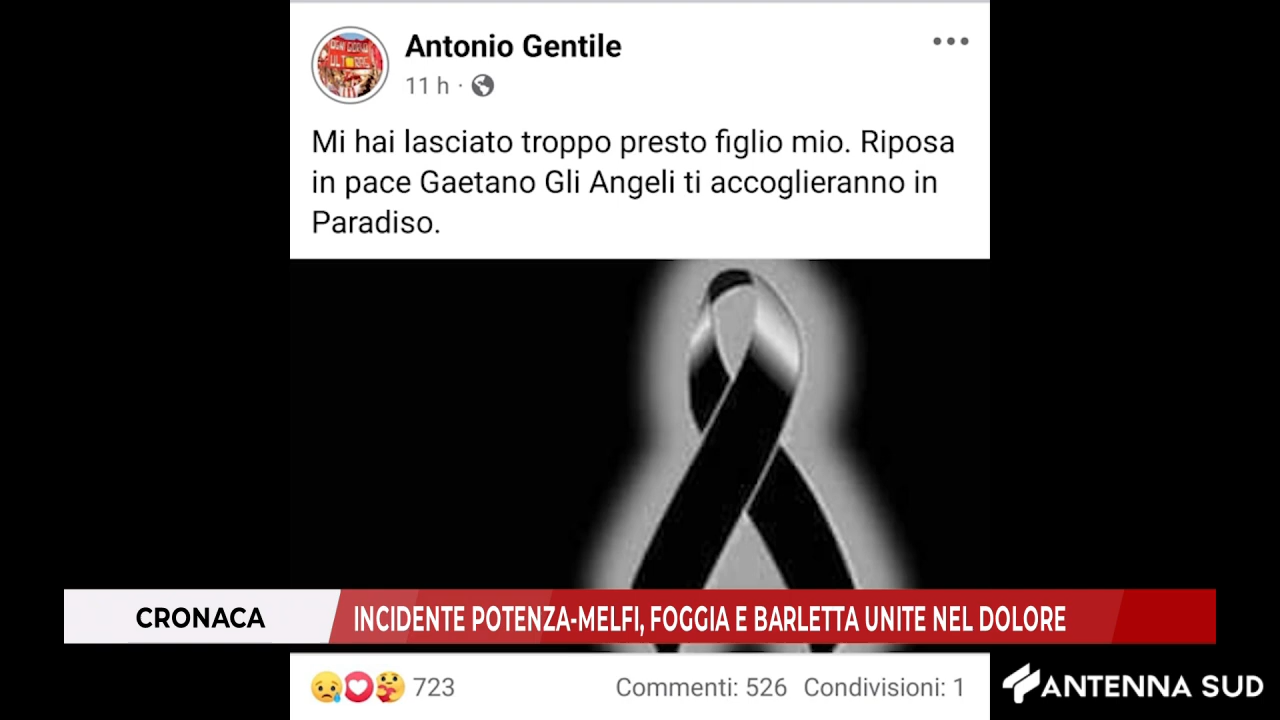 Antonio Gentile
11 h ·
Mi hai lasciato troppo presto figlio mio. Riposa
in pace Gaetano Gli Angeli ti accoglieranno in
Paradiso.
CRONACA
INCIDENTE POTENZA-MELFI, FOGGIA E BARLETTA UNITE NEL DOLORE
723
Commenti: 526 Condivisioni: 1
ANTENNA SUD